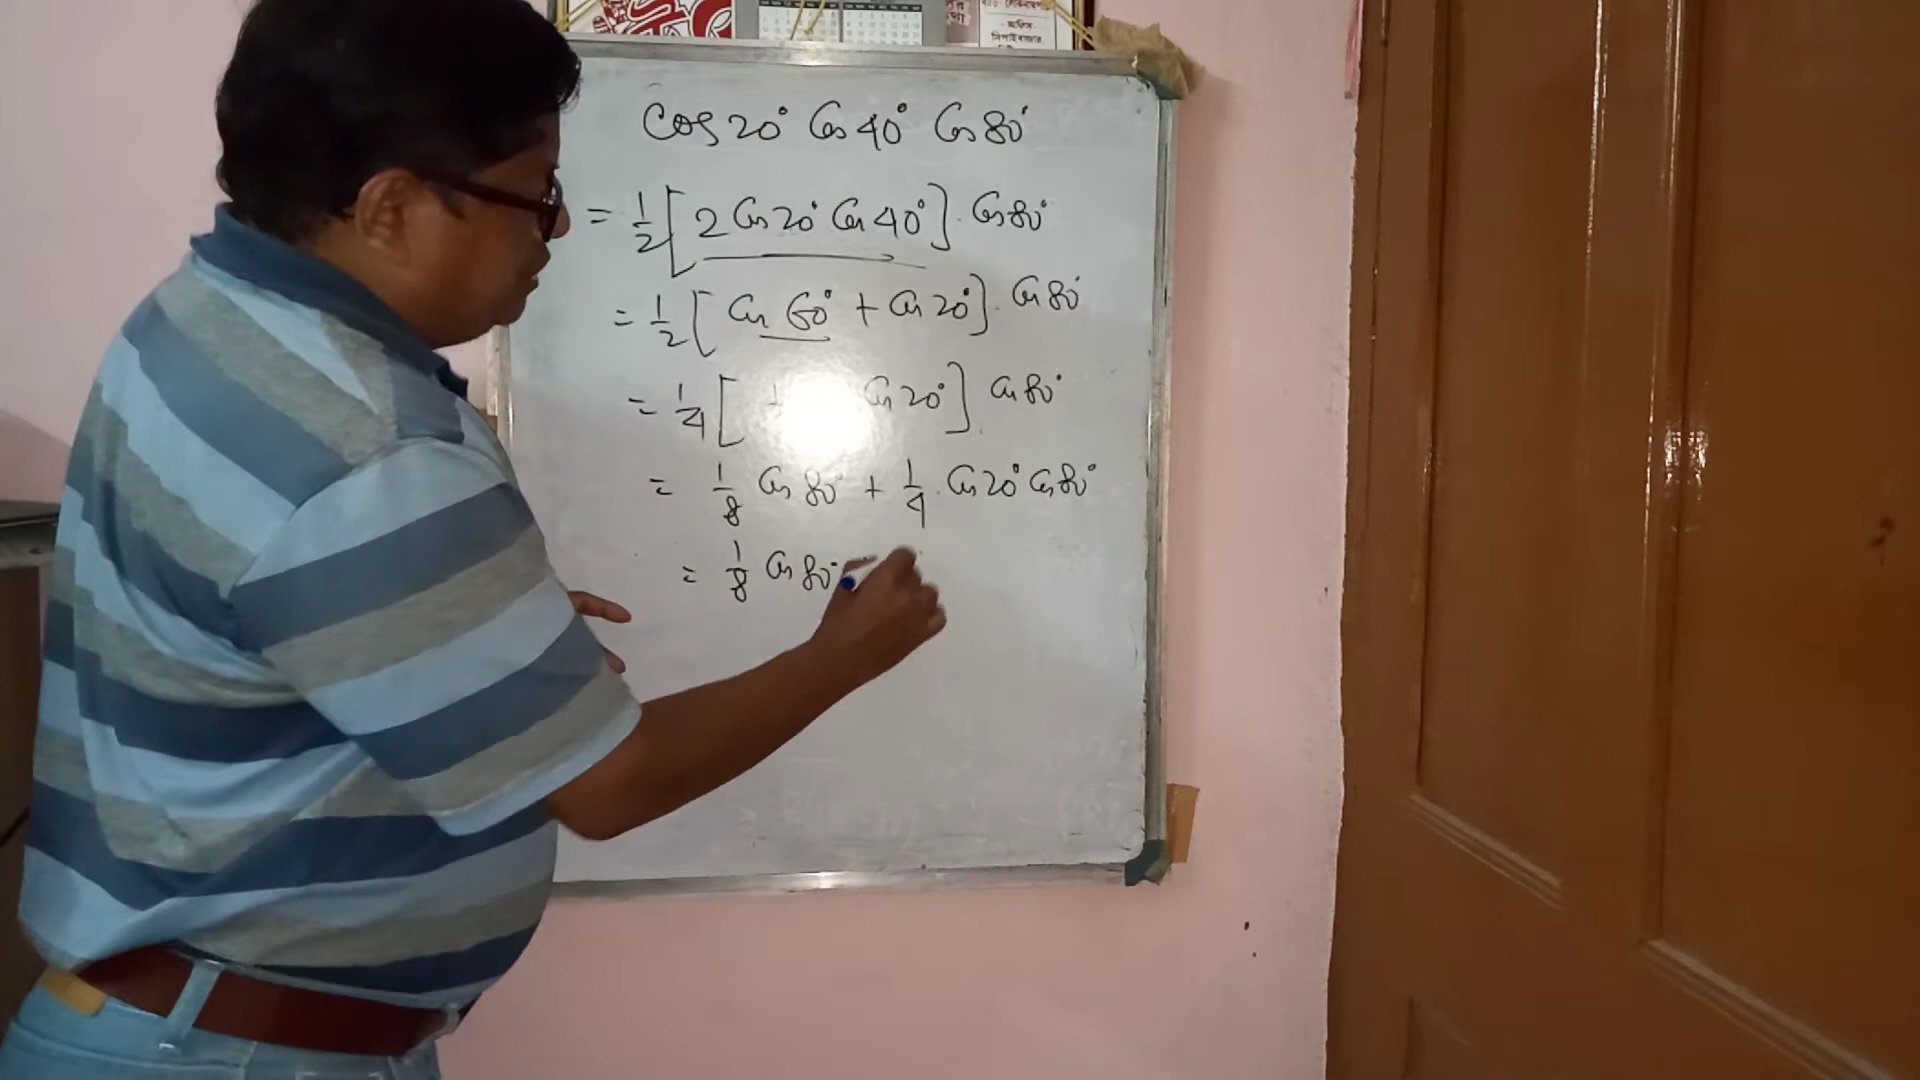 অফিস
সিপাইবাজার
cos 20° Cos 40° Cos 80°
= 1/2 [2 Cos 20° Cos 40°] . Cos 80°
= 1/2 [Cos 60° + Cos 20°] . Cos 80°
= 1/4 [ Cos 20°] Cos 80°
= 1/8 Cos 80° + 1/4 . Cos 20° Cos 80°
= 1/8 Cos 80°